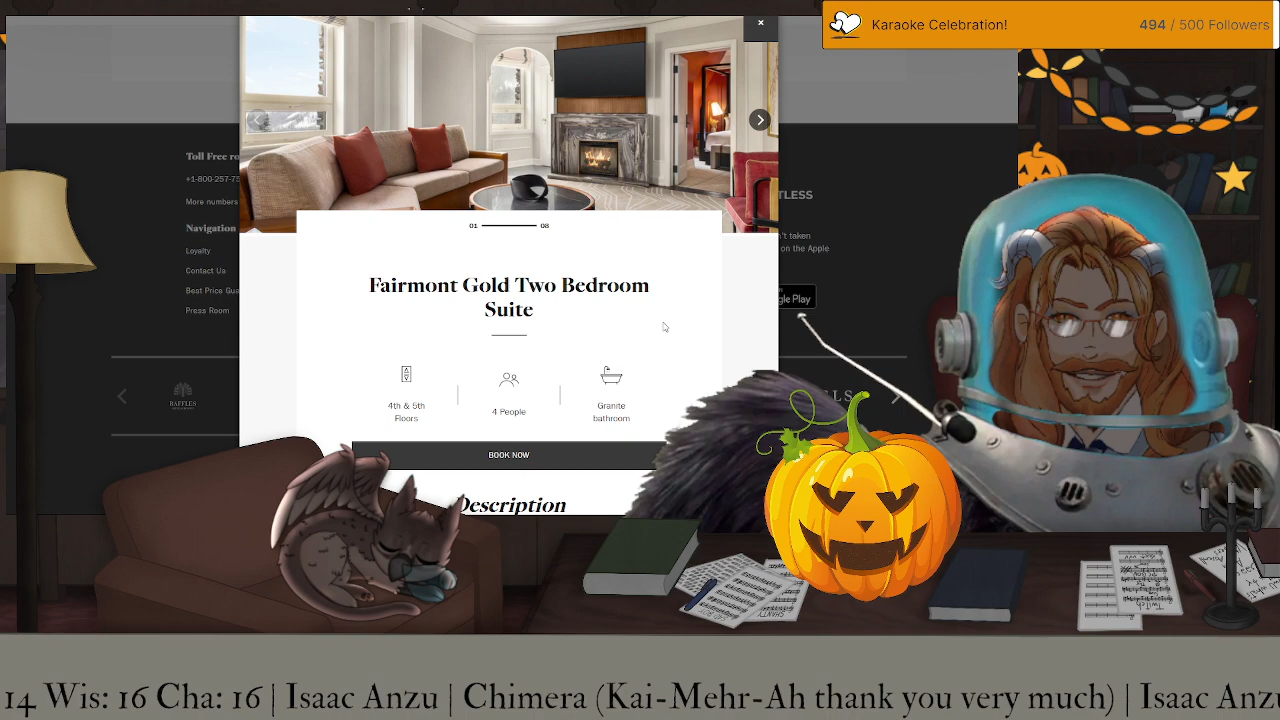 Karaoke Celebration!
494 / 500 Followers
×
Toll Free
+1-800-257-75
More numbers
Navigation
Loyalty
Contact Us
Best Price Gua
Press Room
RAFFLES
01 08
Fairmont Gold Two Bedroom
Suite
4th & 5th
Floors
4 People
Granite
bathroom
BOOK NOW
Description
TLESS
n't taken
on the Apple
gle Play
LS
Twitch
14 Wis: 16 Cha: 16 | Isaac Anzu | Chimera (Kai-Mehr-Ah thank you very much) | Isaac Anzu